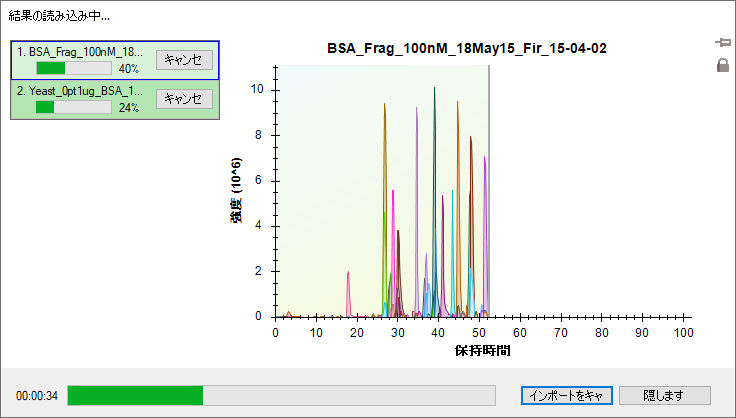 結果の読み込み中...
1. BSA_Frag_100nM_18...
キャンセ
40%
2. Yeast_0pt1ug_BSA_1...
キャンセ
24%
BSA_Frag_100nM_18May15_Fir_15-04-02
強度 (10^6)
10
8
6
4
2
0
0 10 20 30 40 50 60 70 80 90 100
保持時間
00:00:34
インポートをキャ
隠します